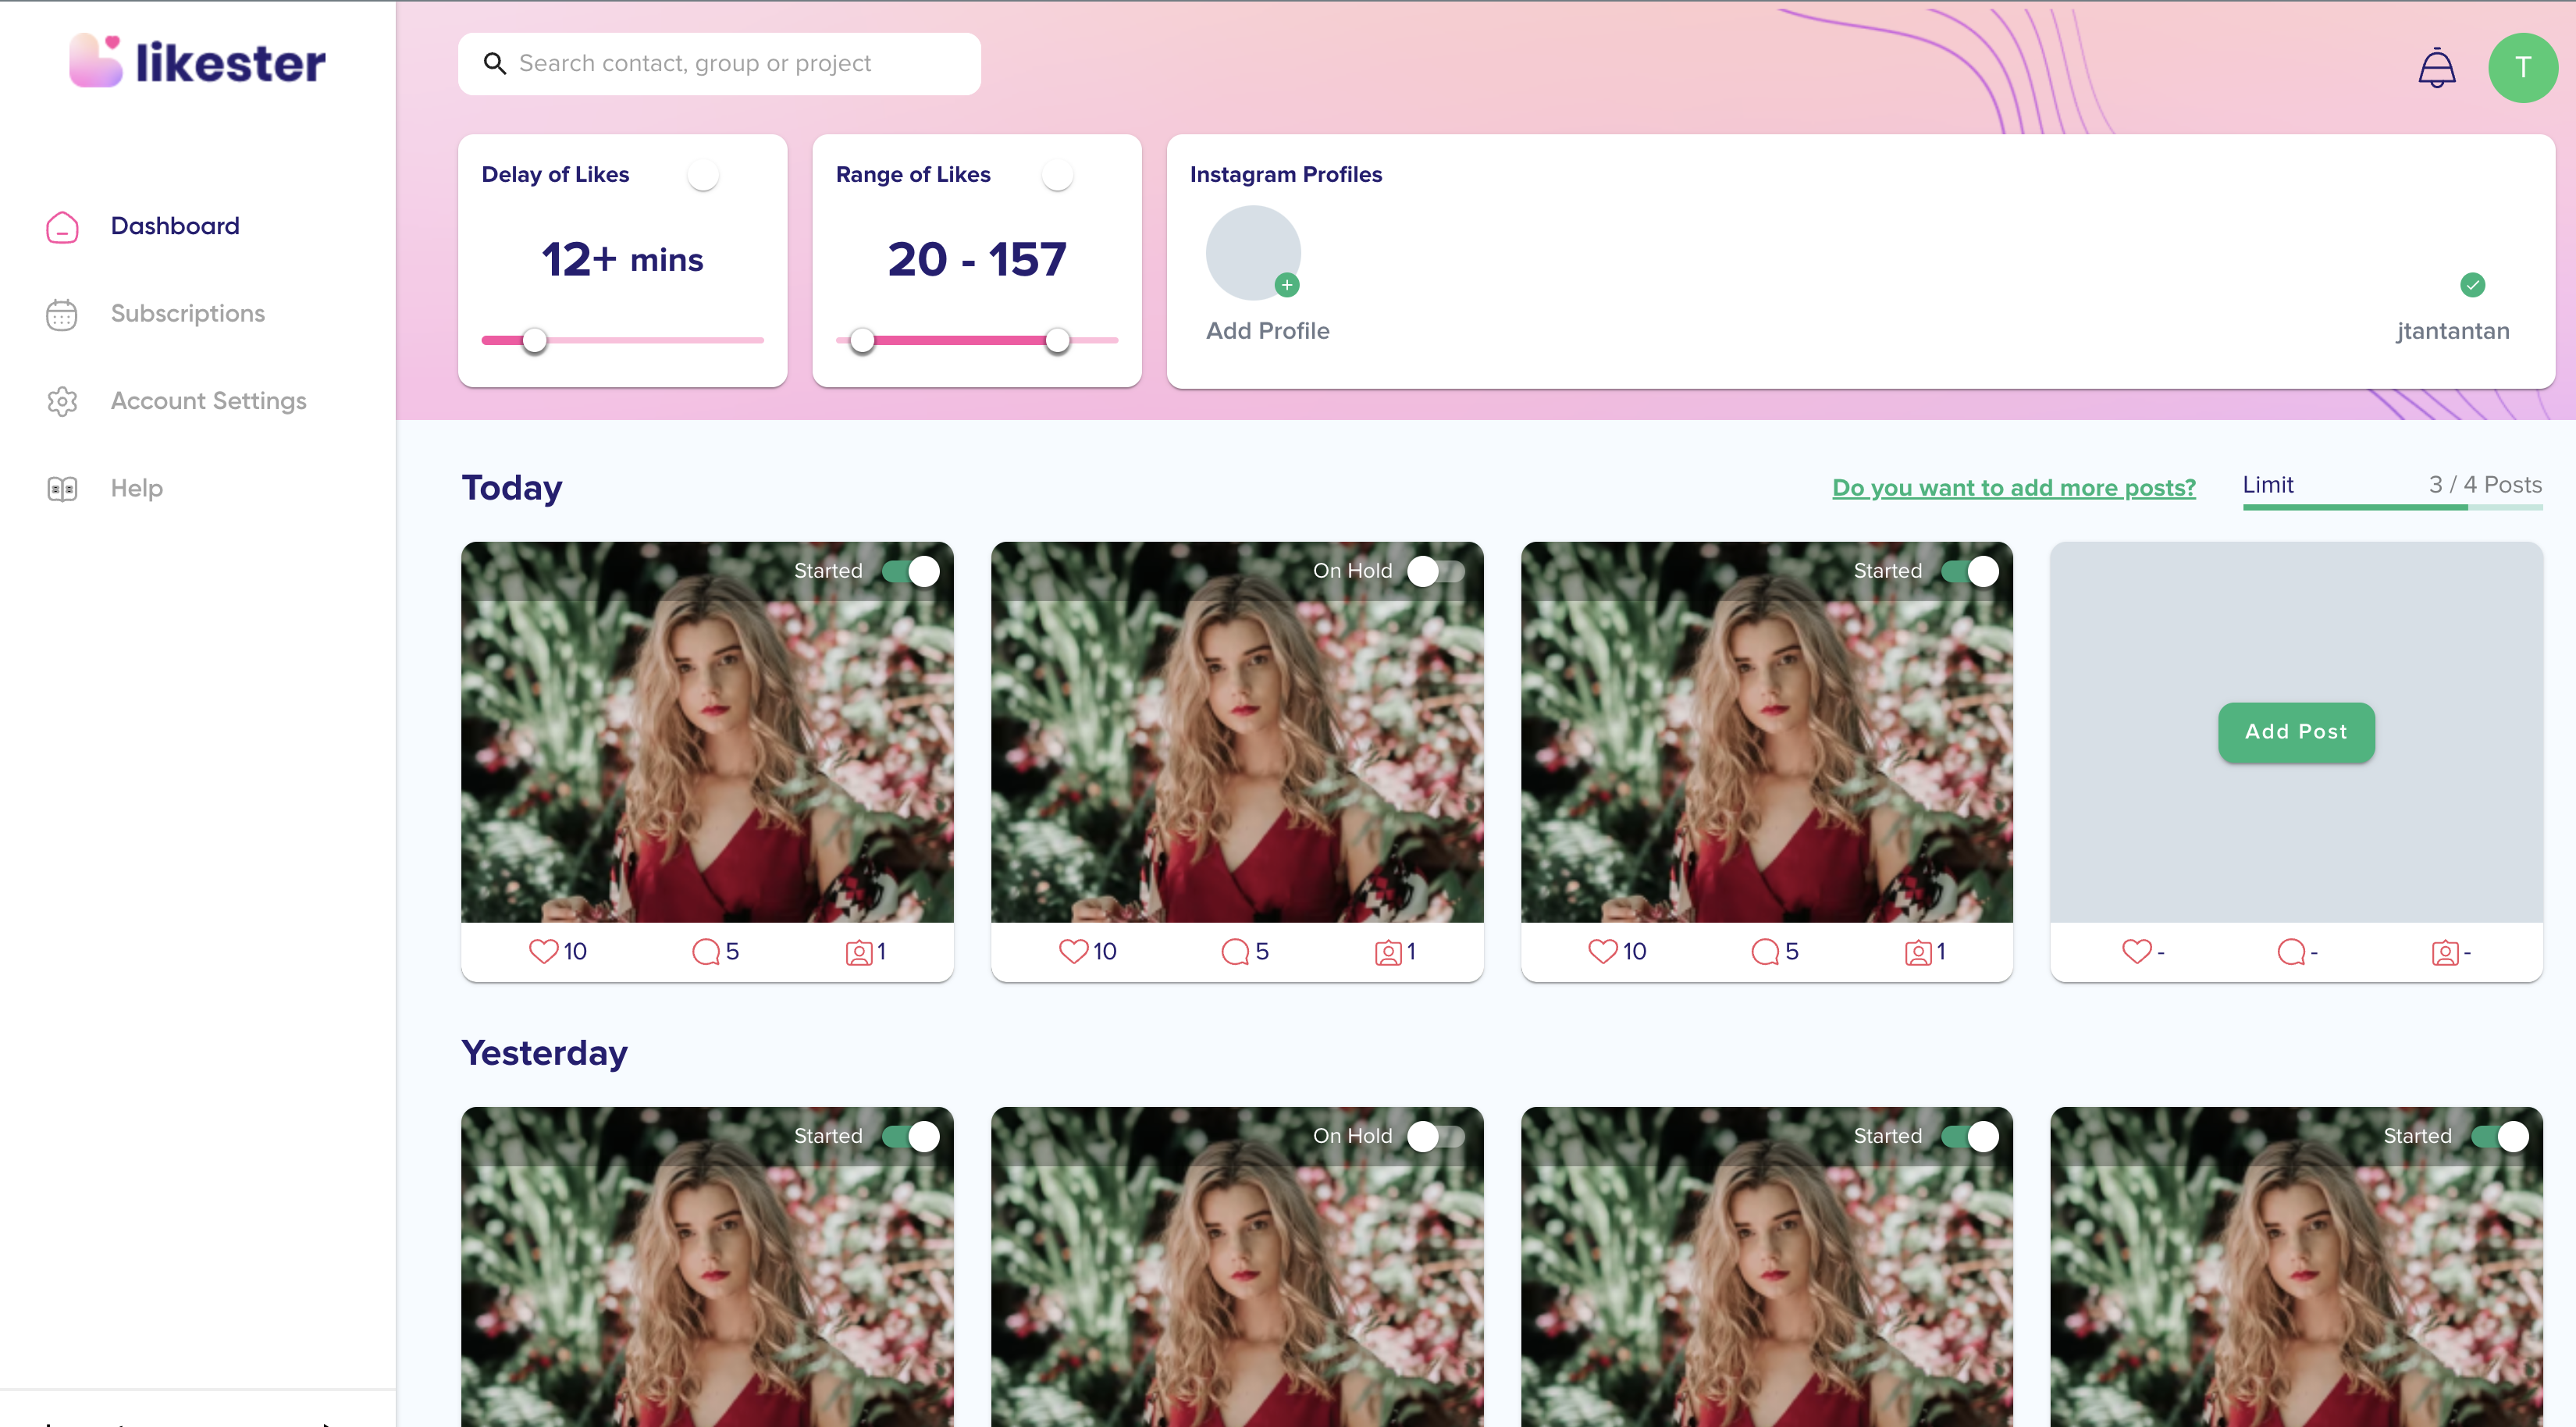 likester
Search contact, group or project
T
Dashboard
Subscriptions
Account Settings
Help
Delay of Likes
12+ mins
Range of Likes
20 - 157
Instagram Profiles
Add Profile
jtantantan
Today
Do you want to add more posts?
Limit
3 / 4 Posts
Started
On Hold
Started
Add Post
10 5 1
10 5 1
10 5 1
- - -
Yesterday
Started
On Hold
Started
Started